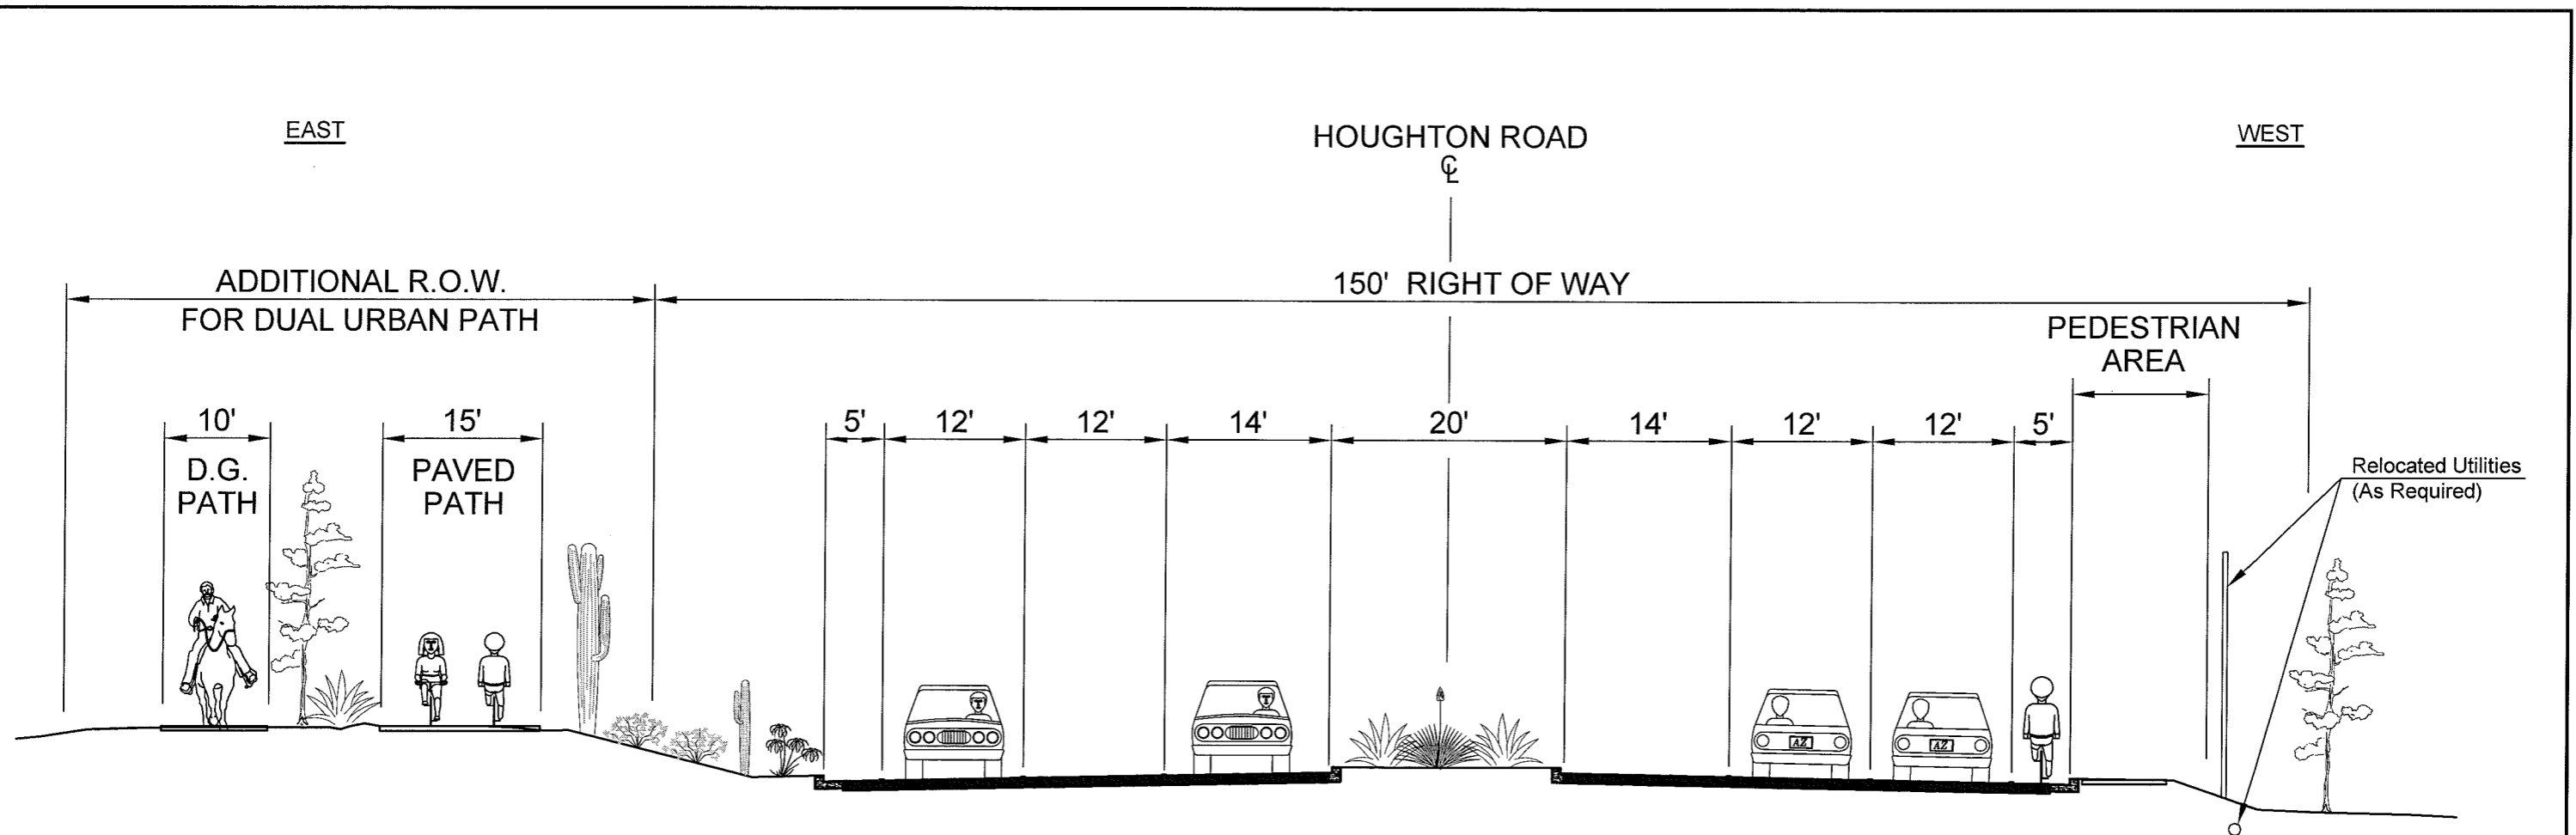 EAST
HOUGHTON ROAD
℄
WEST
ADDITIONAL R.O.W.
FOR DUAL URBAN PATH
150' RIGHT OF WAY
PEDESTRIAN
AREA
10'
15'
5'
12'
12'
14'
20'
14'
12'
12'
5'
D.G.
PATH
PAVED
PATH
Relocated Utilities
(As Required)
AZ
AZ